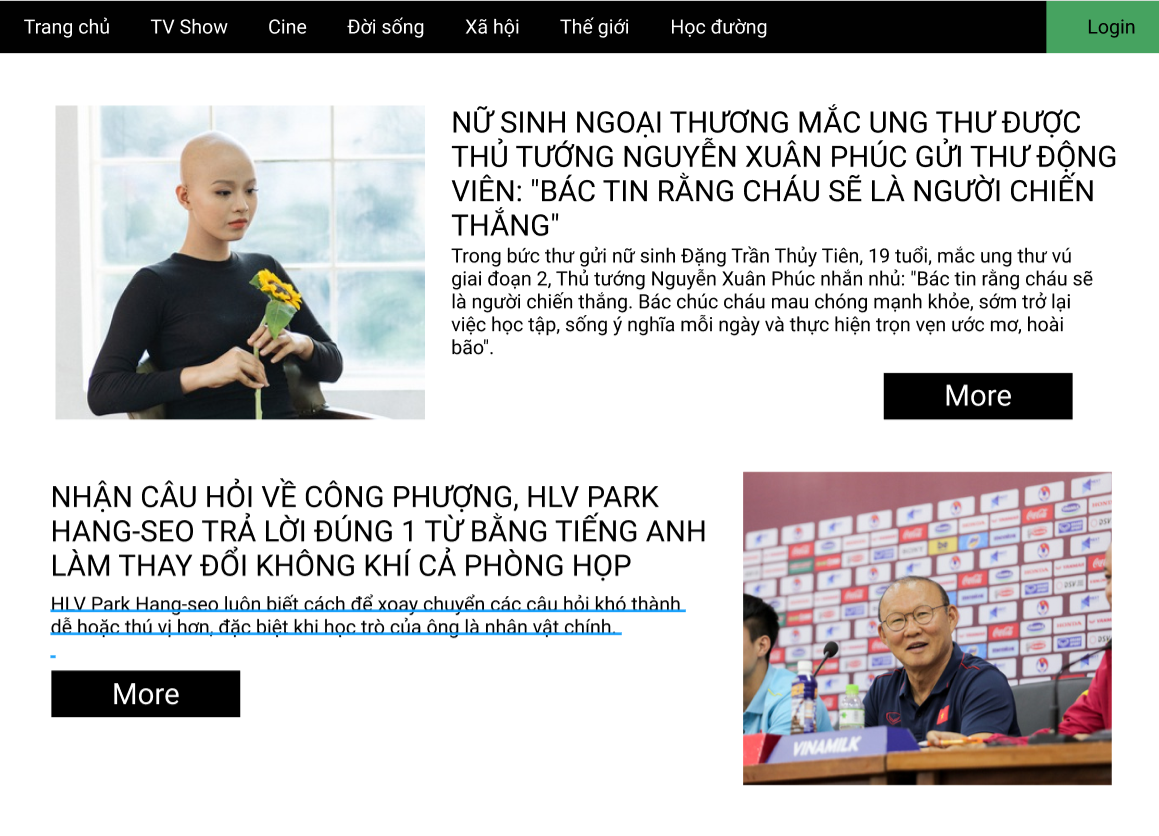 Trang chủ TV Show Cine Đời sống Xã hội Thế giới Học đường Login
NỮ SINH NGOẠI THƯƠNG MẮC UNG THƯ ĐƯỢC
THỦ TƯỚNG NGUYỄN XUÂN PHÚC GỬI THƯ ĐỘNG
VIÊN: "BÁC TIN RẰNG CHÁU SẼ LÀ NGƯỜI CHIẾN
THẮNG"
Trong bức thư gửi nữ sinh Đặng Trần Thủy Tiên, 19 tuổi, mắc ung thư vú
giai đoạn 2, Thủ tướng Nguyễn Xuân Phúc nhắn nhủ: "Bác tin rằng cháu sẽ
là người chiến thắng. Bác chúc cháu mau chóng mạnh khỏe, sớm trở lại
việc học tập, sống ý nghĩa mỗi ngày và thực hiện trọn vẹn ước mơ, hoài
bão".
More
NHẬN CÂU HỎI VỀ CÔNG PHƯỢNG, HLV PARK
HANG-SEO TRẢ LỜI ĐÚNG 1 TỪ BẰNG TIẾNG ANH
LÀM THAY ĐỔI KHÔNG KHÍ CẢ PHÒNG HỌP
HLV Park Hang-seo luôn biết cách để xoay chuyển các câu hỏi khó thành
dễ hoặc thú vị hơn, đặc biệt khi học trò của ông là nhân vật chính.
More
VINAMILK